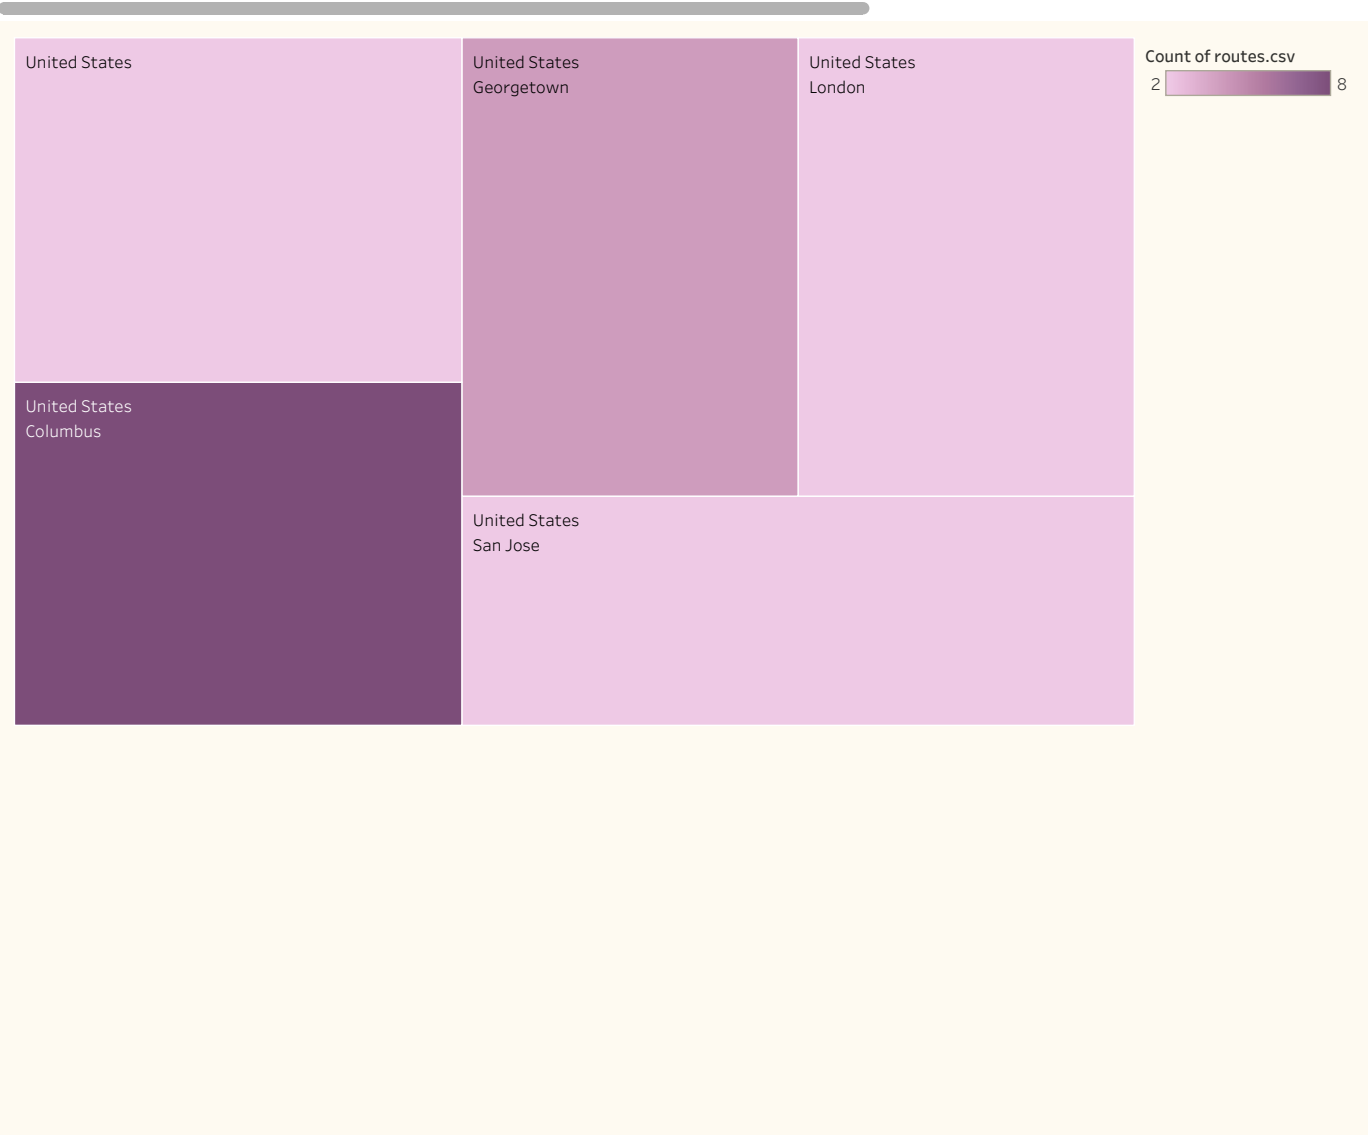 United States
United States
Georgetown
United States
London
Count of routes.csv
2
8
United States
Columbus
United States
San Jose